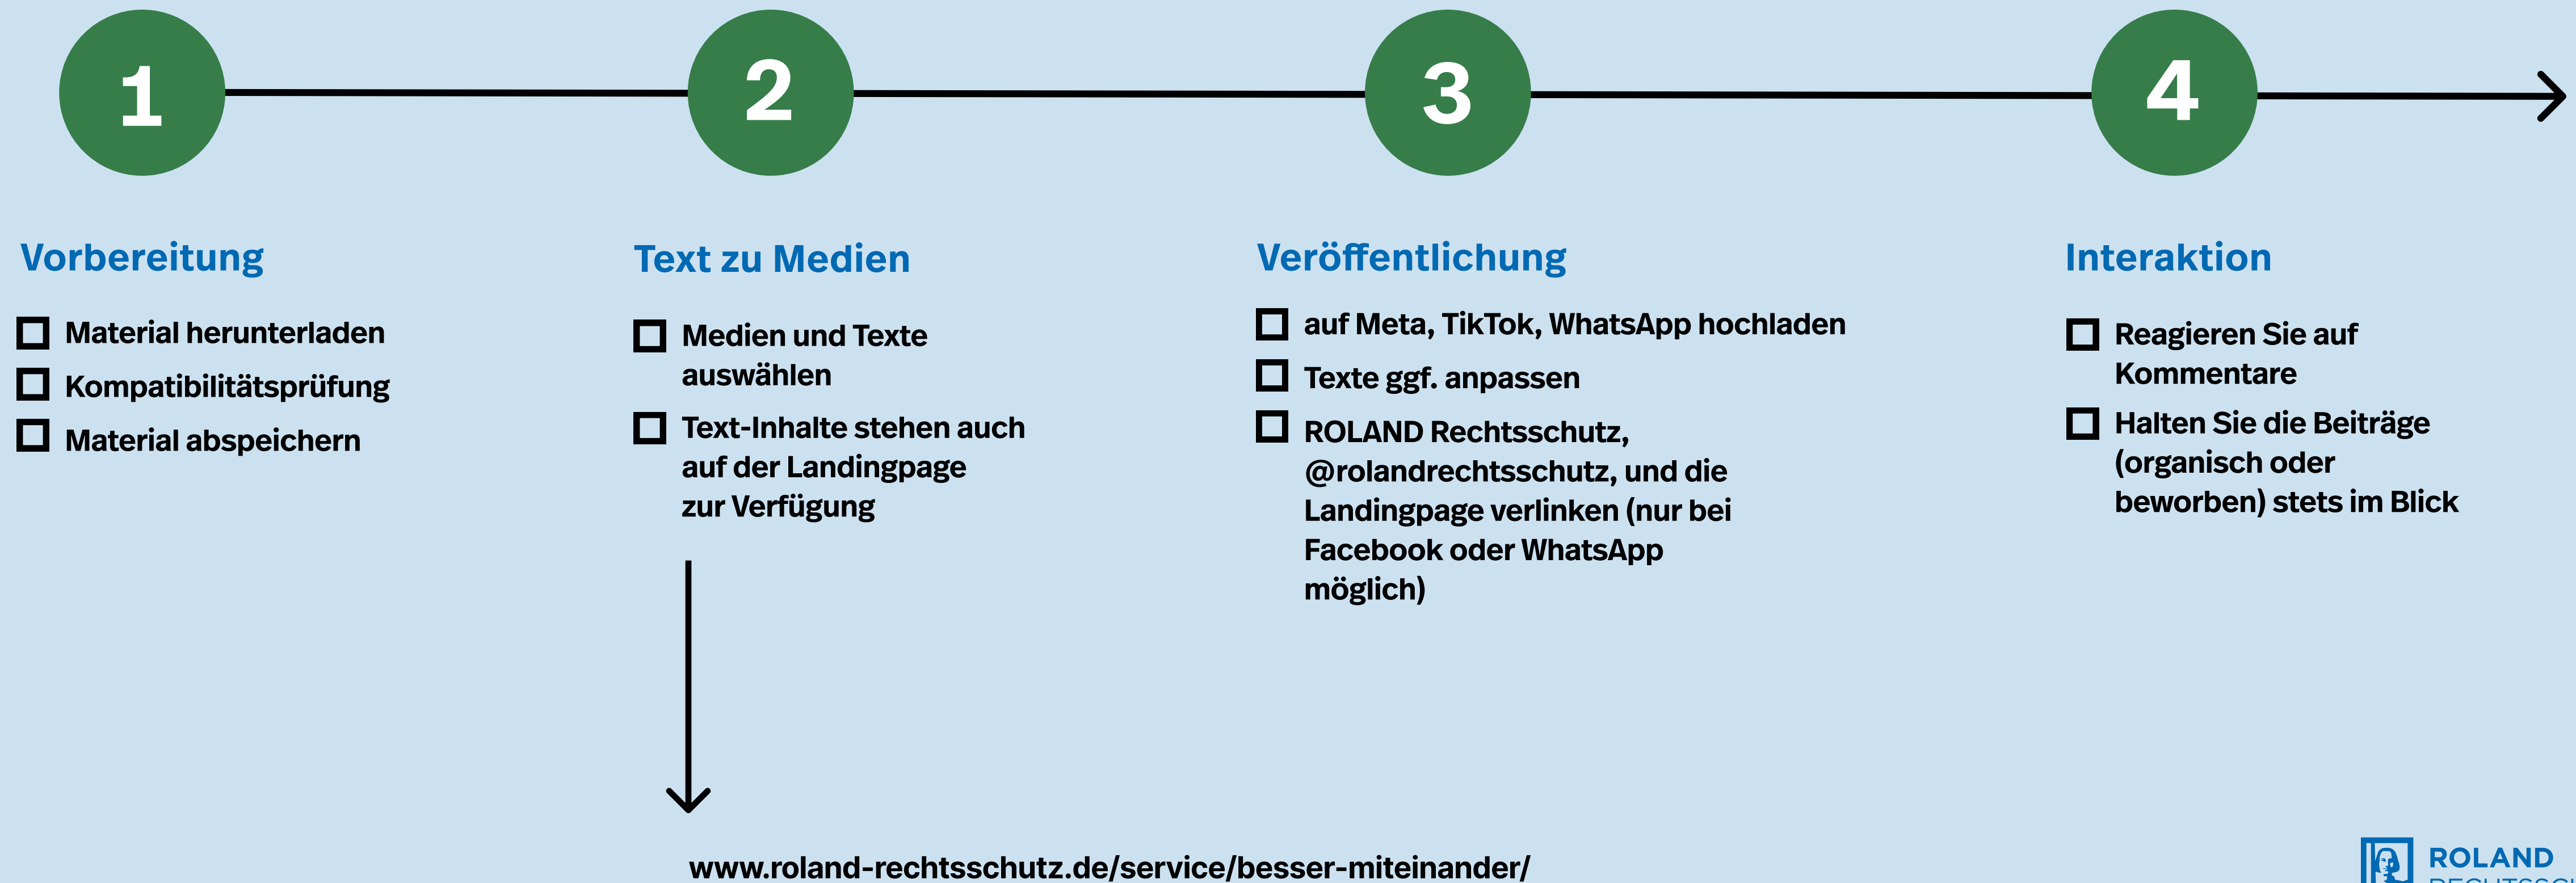 1
2
3
4
Vorbereitung
Material herunterladen
Kompatibilitätsprüfung
Material abspeichern
Text zu Medien
Medien und Texte
auswählen
Text-Inhalte stehen auch
auf der Landingpage
zur Verfügung
www.roland-rechtsschutz.de/service/besser-miteinander/
Veröffentlichung
auf Meta, TikTok, WhatsApp hochladen
Texte ggf. anpassen
ROLAND Rechtsschutz,
@rolandrechtsschutz, und die
Landingpage verlinken (nur bei
Facebook oder WhatsApp
möglich)
Interaktion
Reagieren Sie auf
Kommentare
Halten Sie die Beiträge
(organisch oder
beworben) stets im Blick
ROLAND